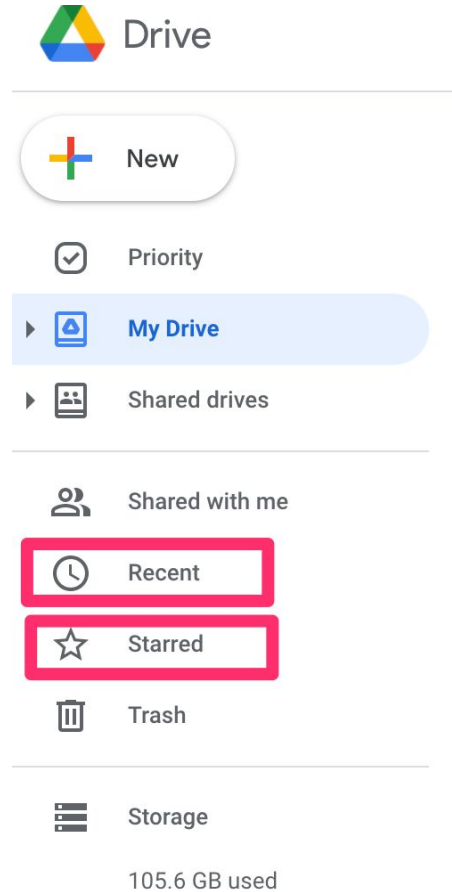 Drive
New
Priority
My Drive
Shared drives
Shared with me
Recent
Starred
Trash
Storage
105.6 GB used